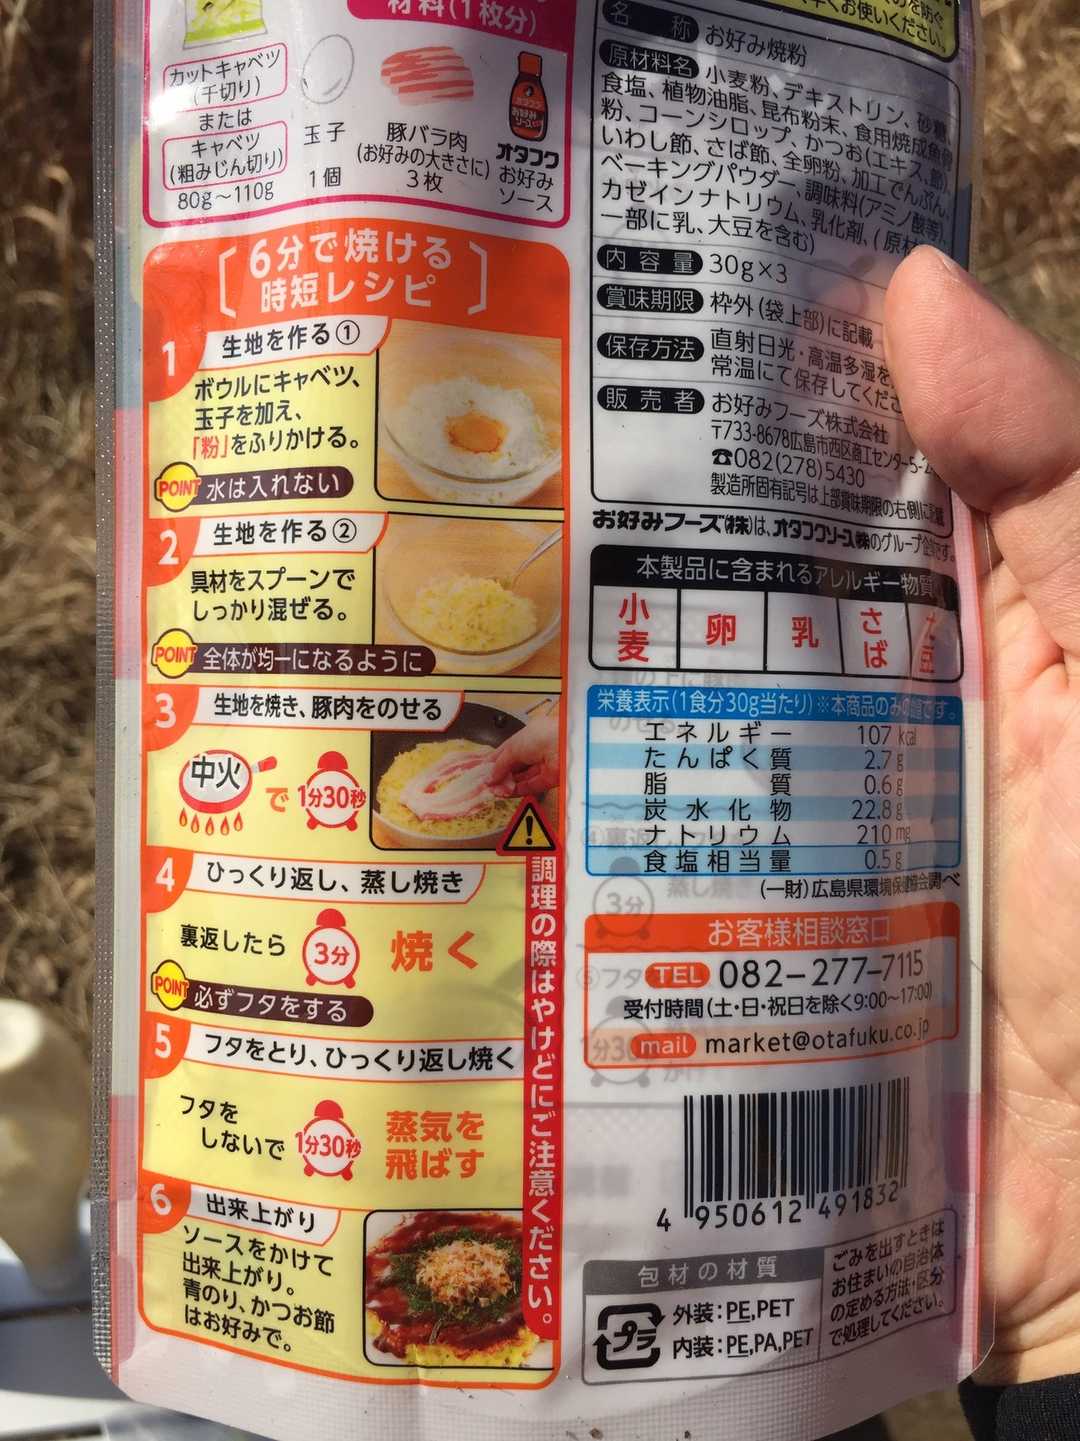 材料(1枚分)
カットキャベツ
(千切り)
または
キャベツ
(粗みじん切り)
80g～110g
玉子
1個
豚バラ肉
(お好みの大きさに)
3枚
オタフク
お好み
ソース
6分で焼ける
時短レシピ
1 生地を作る①
ボウルにキャベツ、
玉子を加え、
「粉」をふりかける。
POINT 水は入れない
2 生地を作る②
具材をスプーンで
しっかり混ぜる。
POINT 全体が均一になるように
3 生地を焼き、豚肉をのせる
中火 で 1分30秒
4 ひっくり返し、蒸し焼き
裏返したら 3分 焼く
POINT 必ずフタをする
5 フタをとり、ひっくり返し焼く
フタを
しないで 1分30秒 蒸気を
飛ばす
6 出来上がり
ソースをかけて
出来上がり。
青のり、かつお節
はお好みで。
調理の際はやけどにご注意ください。
のを防ぐ
早くお使いください。
名称 お好み焼粉
原材料名 小麦粉、デキストリン、砂糖、
食塩、植物油脂、昆布粉末、食用焼成魚骨
粉、コーンシロップ、かつお(エキス、節)、
いわし節、さば節、全卵粉、加工でんぷん、
ベーキングパウダー、調味料(アミノ酸等)、
カゼインナトリウム、乳化剤、(原材
一部に乳、大豆を含む)
内容量 30g×3
賞味期限 枠外(袋上部)に記載
保存方法 直射日光・高温多湿を
常温にて保存してくださ
販売者 お好みフーズ株式会社
〒733-8678広島市西区商工センター5-2
☎082(278)5430
製造所固有記号は上部賞味期限の右側に記載
お好みフーズ(株)は、オタフクソース(株)のグループ企業です。
本製品に含まれるアレルギー物質
小麦 卵 乳 さば 大豆
栄養表示(1食分30g当たり)※本商品のみの値です。
エネルギー 107 kcal
たんぱく質 2.7g
脂質 0.6g
炭水化物 22.8g
ナトリウム 210mg
食塩相当量 0.5g
(一財)広島県環境保健協会調べ
お客様相談窓口
TEL 082-277-7115
受付時間(土・日・祝日を除く9:00～17:00)
mail market@otafuku.co.jp
4 950612 491832
包材の材質
プラ 外装:PE,PET
内装:PE,PA,PET
ごみを出すときは
お住まいの自治体
の定める方法・区分
で処理してください。